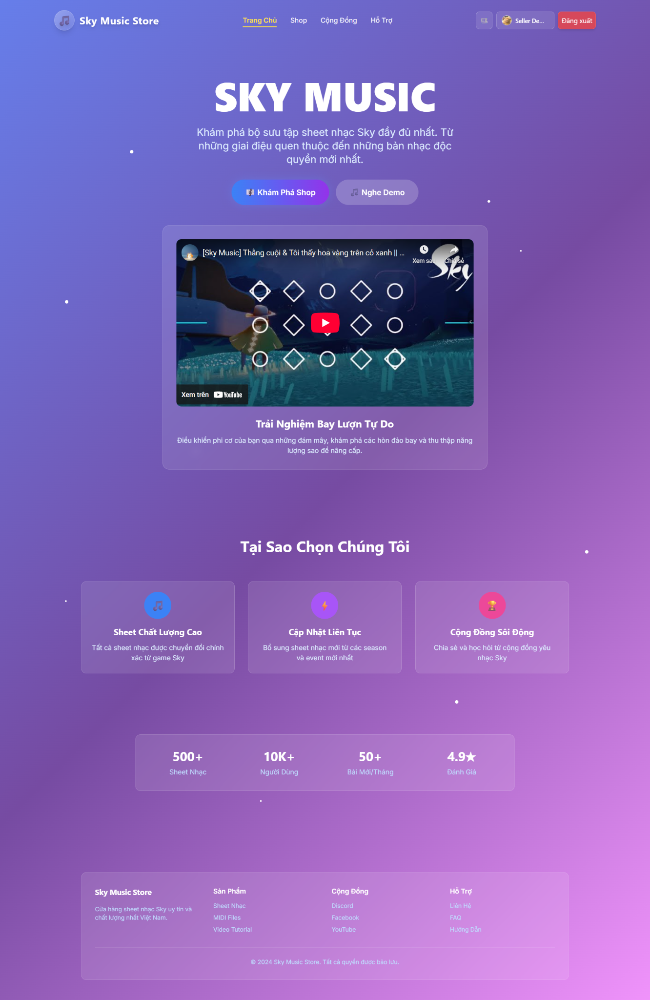 Sky Music Store
Trang Chủ
Shop
Cộng Đồng
Hỗ Trợ
Seller De...
Đăng xuất
SKY MUSIC
Khám phá bộ sưu tập sheet nhạc Sky đầy đủ nhất. Từ
những giai điệu quen thuộc đến những bản nhạc độc
quyền mới nhất.
Khám Phá Shop
Nghe Demo
[Sky Music] Thằng cuội & Tôi thấy hoa vàng trên cỏ xanh || ...
Xem sau
Chia sẻ
Sky
Xem trên YouTube
Trải Nghiệm Bay Lượn Tự Do
Điều khiển phi cơ của bạn qua những đám mây, khám phá các hòn đảo bay và thu thập năng
lượng sao để nâng cấp.
Tại Sao Chọn Chúng Tôi
Sheet Chất Lượng Cao
Tất cả sheet nhạc được chuyển đổi chính
xác từ game Sky
Cập Nhật Liên Tục
Bổ sung sheet nhạc mới từ các season
và event mới nhất
Cộng Đồng Sôi Động
Chia sẻ và học hỏi từ cộng đồng yêu
nhạc Sky
500+
Sheet Nhạc
10K+
Người Dùng
50+
Bài Mới/Tháng
4.9★
Đánh Giá
Sky Music Store
Cửa hàng sheet nhạc Sky uy tín và
chất lượng nhất Việt Nam.
Sản Phẩm
Sheet Nhạc
MIDI Files
Video Tutorial
Cộng Đồng
Discord
Facebook
YouTube
Hỗ Trợ
Liên Hệ
FAQ
Hướng Dẫn
© 2024 Sky Music Store. Tất cả quyền được bảo lưu.